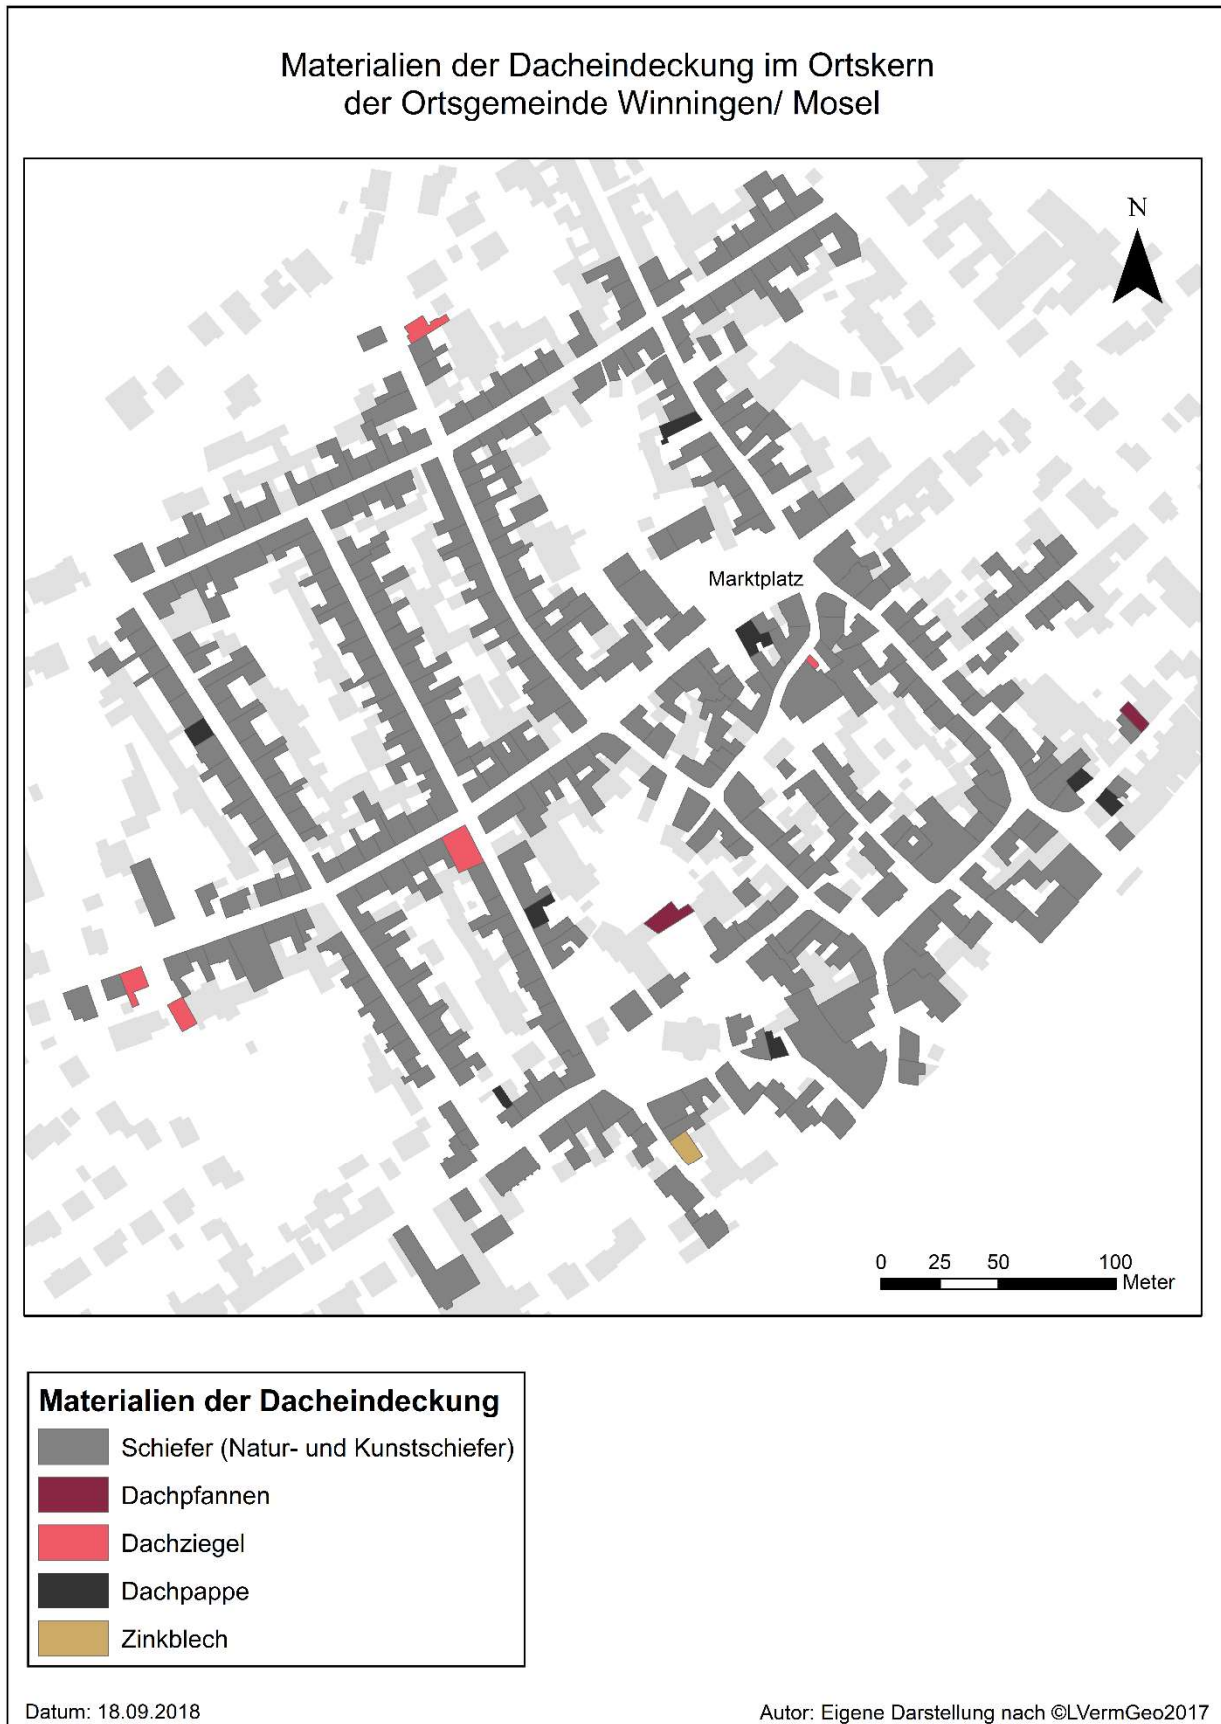 Materialien der Dacheindeckung im Ortskern
der Ortsgemeinde Winningen/ Mosel
N
Marktplatz
0 25 50 100
Meter
Materialien der Dacheindeckung
Schiefer (Natur- und Kunstschiefer)
Dachpfannen
Dachziegel
Dachpappe
Zinkblech
Datum: 18.09.2018
Autor: Eigene Darstellung nach ©LVermGeo2017